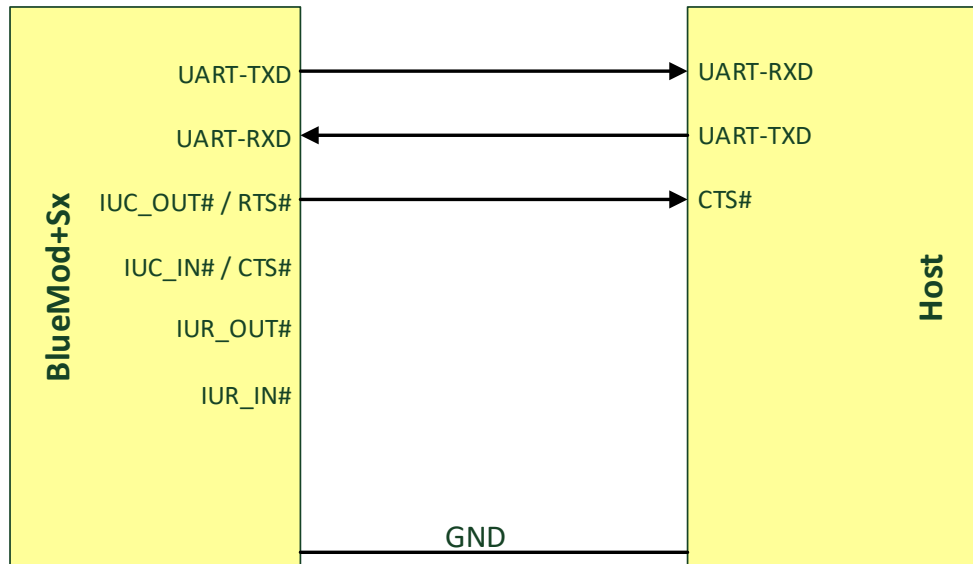 BlueMod+Sx
UART-TXD
UART-RXD
IUC_OUT# / RTS#
IUC_IN# / CTS#
IUR_OUT#
IUR_IN#
GND
UART-RXD
UART-TXD
CTS#
Host